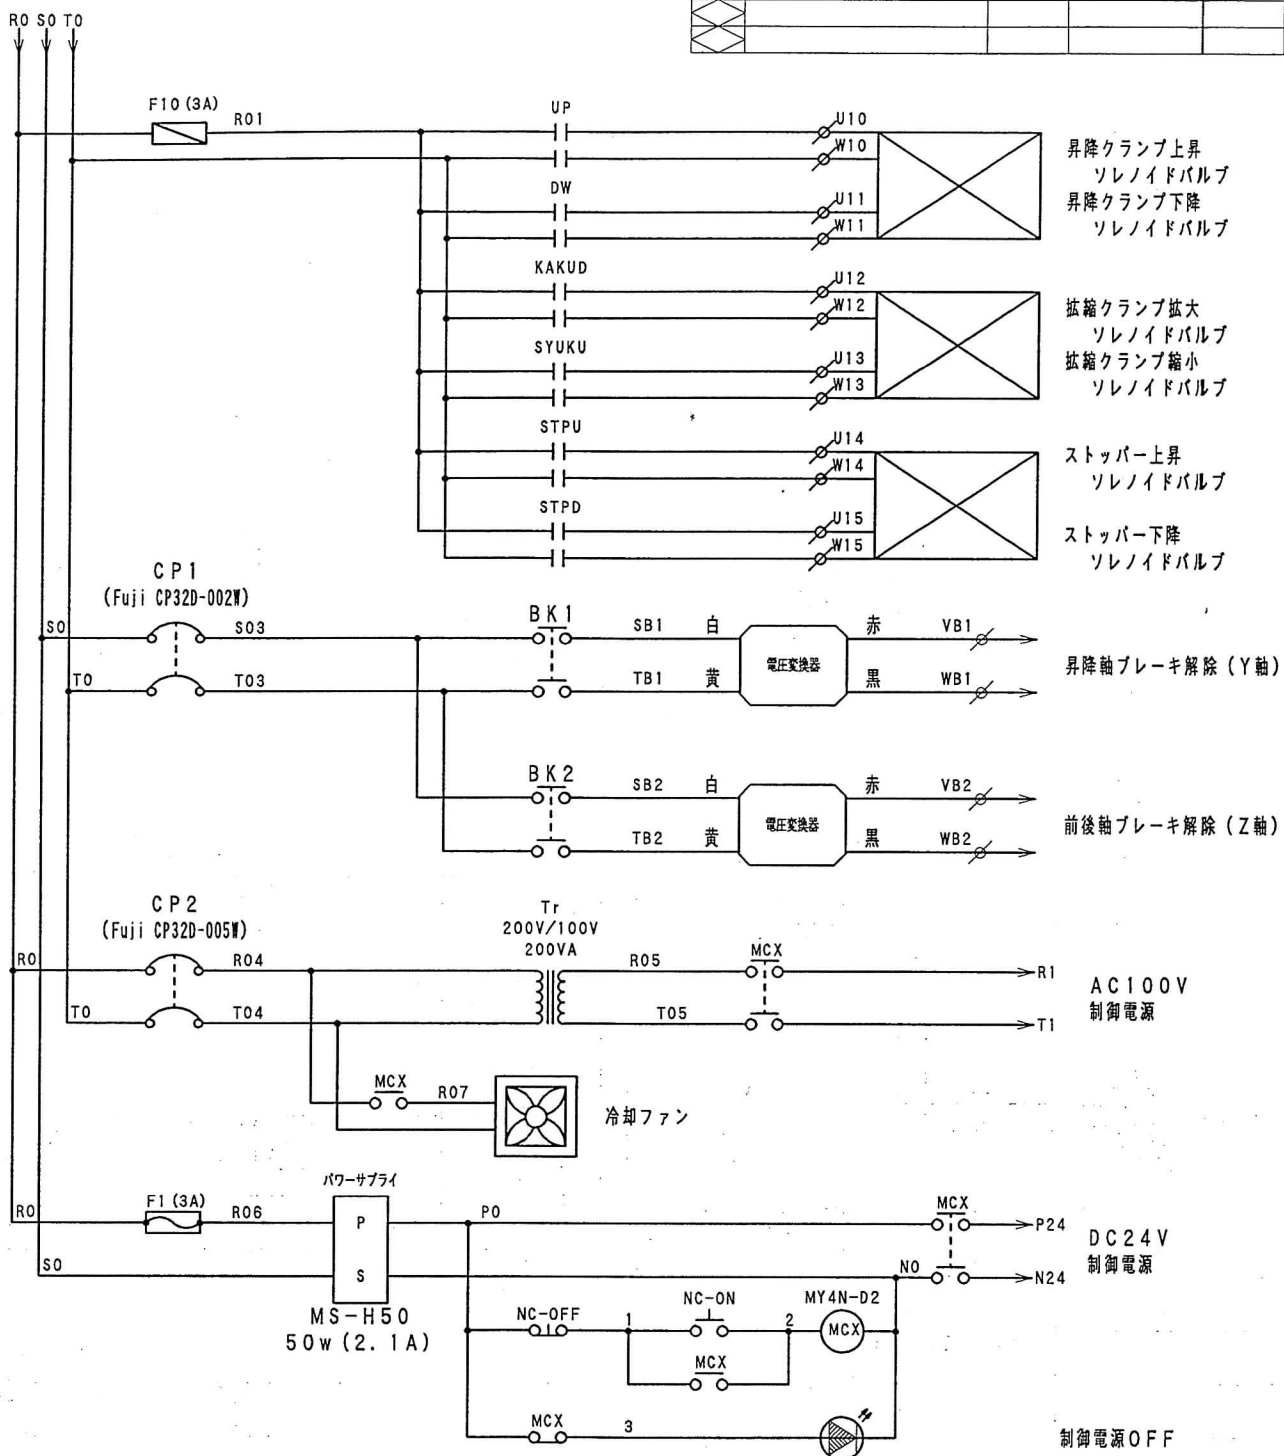 R0 S0 T0
F10(3A)
R01
UP
U10
W10
昇降クランプ上昇
ソレノイドバルブ
DW
U11
W11
昇降クランプ下降
ソレノイドバルブ
KAKUD
U12
W12
拡縮クランプ拡大
ソレノイドバルブ
SYUKU
U13
W13
拡縮クランプ縮小
ソレノイドバルブ
STPU
U14
W14
ストッパー上昇
ソレノイドバルブ
STPD
U15
W15
ストッパー下降
ソレノイドバルブ
CP1
(Fuji CP32D-002W)
S0
S03
BK1
SB1 白
電圧変換器
赤 VB1
T0
T03
TB1 黄
黒 WB1
昇降軸ブレーキ解除(Y軸)
BK2
SB2 白
電圧変換器
赤 VB2
TB2 黄
黒 WB2
前後軸ブレーキ解除(Z軸)
CP2
(Fuji CP32D-005W)
Tr
200V/100V
200VA
R0
R04
R05
MCX
R1
T0
T04
T05
T1
AC100V
制御電源
MCX
R07
冷却ファン
パワーサプライ
R0
F1(3A)
R06
P
P0
MCX
P24
S0
S
N0
N24
DC24V
制御電源
MS-H50
50w(2.1A)
NC-OFF
1
NC-ON
2
MY4N-D2
MCX
MCX
MCX
3
制御電源OFF